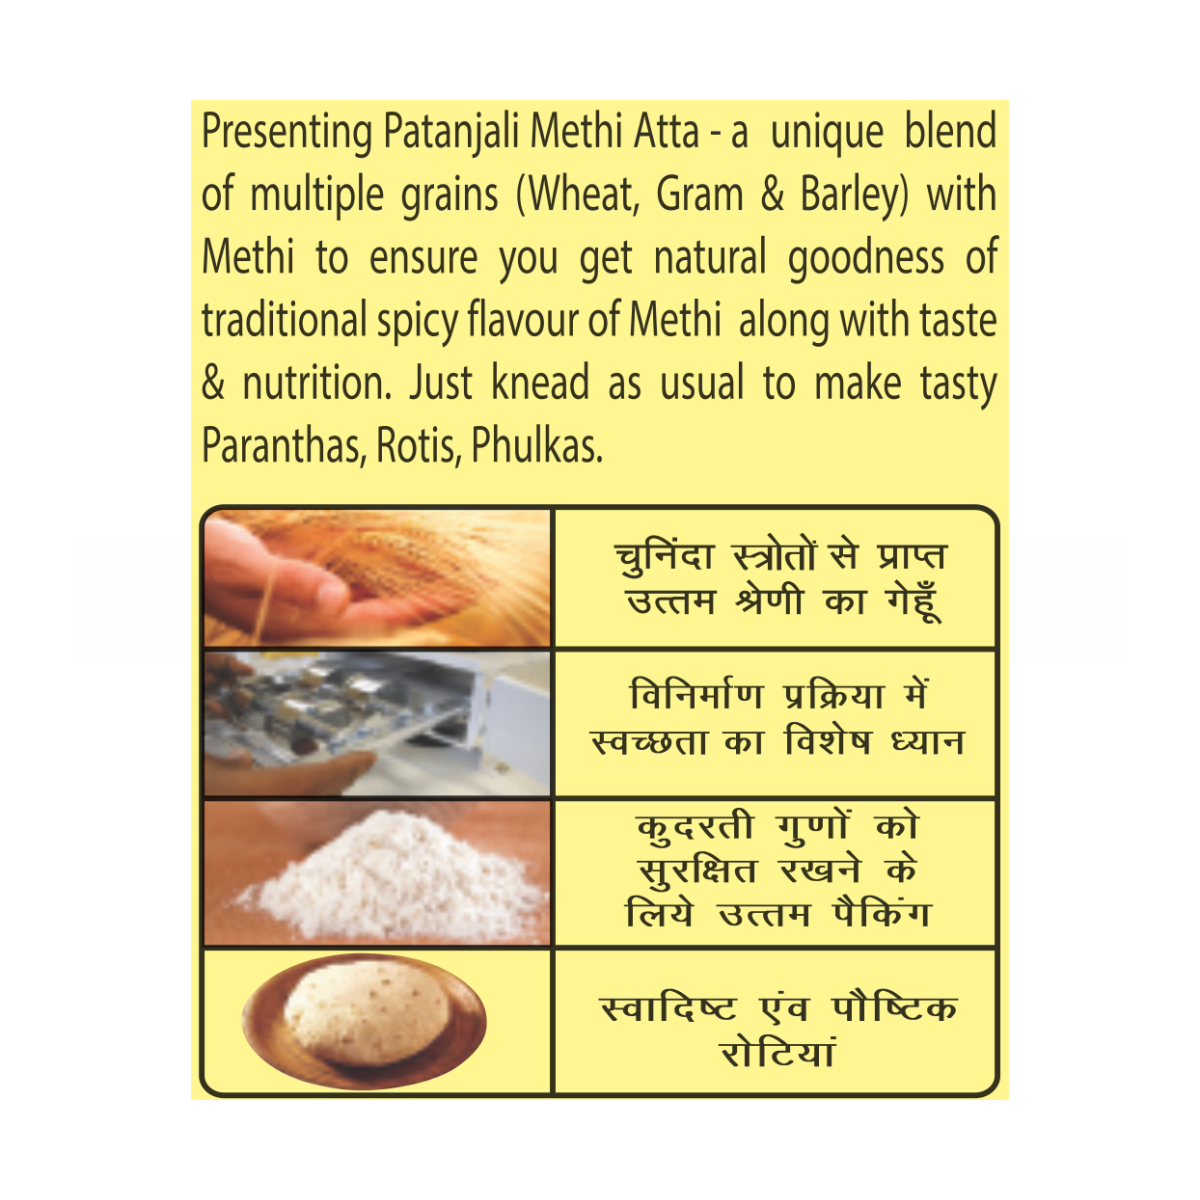 Presenting Patanjali Methi Atta - a unique blend
of multiple grains (Wheat, Gram & Barley) with
Methi to ensure you get natural goodness of
traditional spicy flavour of Methi along with taste
& nutrition. Just knead as usual to make tasty
Paranthas, Rotis, Phulkas.
चुनिंदा स्त्रोतों से प्राप्त
उत्तम श्रेणी का गेहूँ
विनिर्माण प्रक्रिया में
स्वच्छता का विशेष ध्यान
कुदरती गुणों को
सुरक्षित रखने के
लिये उत्तम पैकिंग
स्वादिष्ट एंव पौष्टिक
रोटियां